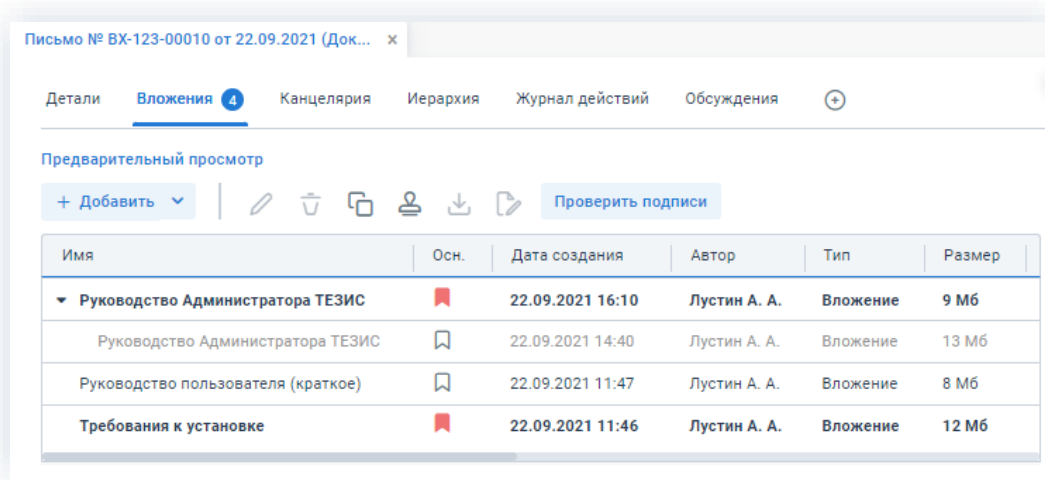 Письмо № ВХ-123-00010 от 22.09.2021 (Док... ×
Детали Вложения 4 Канцелярия Иерархия Журнал действий Обсуждения
Предварительный просмотр
+ Добавить Проверить подписи
Имя Осн. Дата создания Автор Тип Размер
Руководство Администратора ТЕЗИС 22.09.2021 16:10 Лустин А. А. Вложение 9 Мб
Руководство Администратора ТЕЗИС 22.09.2021 14:40 Лустин А. А. Вложение 13 Мб
Руководство пользователя (краткое) 22.09.2021 11:47 Лустин А. А. Вложение 8 Мб
Требования к установке 22.09.2021 11:46 Лустин А. А. Вложение 12 Мб